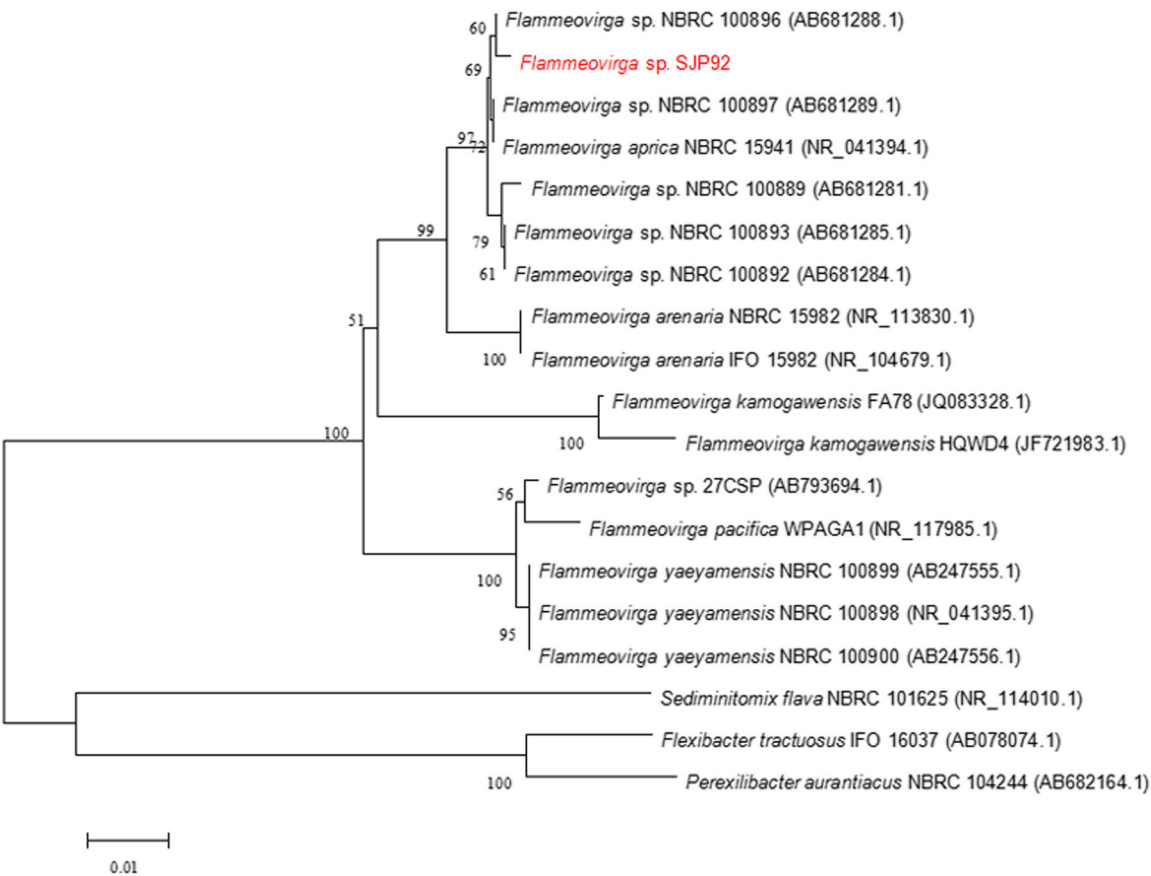 60
Flammeovirga sp. NBRC 100896 (AB681288.1)
Flammeovirga sp. SJP92
69
Flammeovirga sp. NBRC 100897 (AB681289.1)
97
72
Flammeovirga aprica NBRC 15941 (NR_041394.1)
Flammeovirga sp. NBRC 100889 (AB681281.1)
99
Flammeovirga sp. NBRC 100893 (AB681285.1)
79
61
Flammeovirga sp. NBRC 100892 (AB681284.1)
51
Flammeovirga arenaria NBRC 15982 (NR_113830.1)
100
Flammeovirga arenaria IFO 15982 (NR_104679.1)
Flammeovirga kamogawensis FA78 (JQ083328.1)
100
100
Flammeovirga kamogawensis HQWD4 (JF721983.1)
56
Flammeovirga sp. 27CSP (AB793694.1)
Flammeovirga pacifica WPAGA1 (NR_117985.1)
100
Flammeovirga yaeyamensis NBRC 100899 (AB247555.1)
Flammeovirga yaeyamensis NBRC 100898 (NR_041395.1)
95
Flammeovirga yaeyamensis NBRC 100900 (AB247556.1)
Sediminitomix flava NBRC 101625 (NR_114010.1)
Flexibacter tractuosus IFO 16037 (AB078074.1)
100
Perexilibacter aurantiacus NBRC 104244 (AB682164.1)
0.01